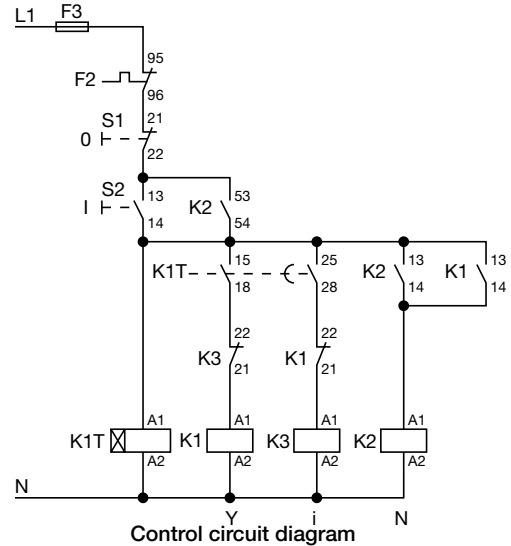 L1 F3
95
F2
96
S1 21
0
22
S2 13 53
I K2
14 54
15 25 13 13
K1T K2 K1
18 28 14 14
22 22
K3 K1
21 21
A1 A1 A1 A1
K1T K1 K3 K2
A2 A2 A2 A2
N
Y i N
Control circuit diagram